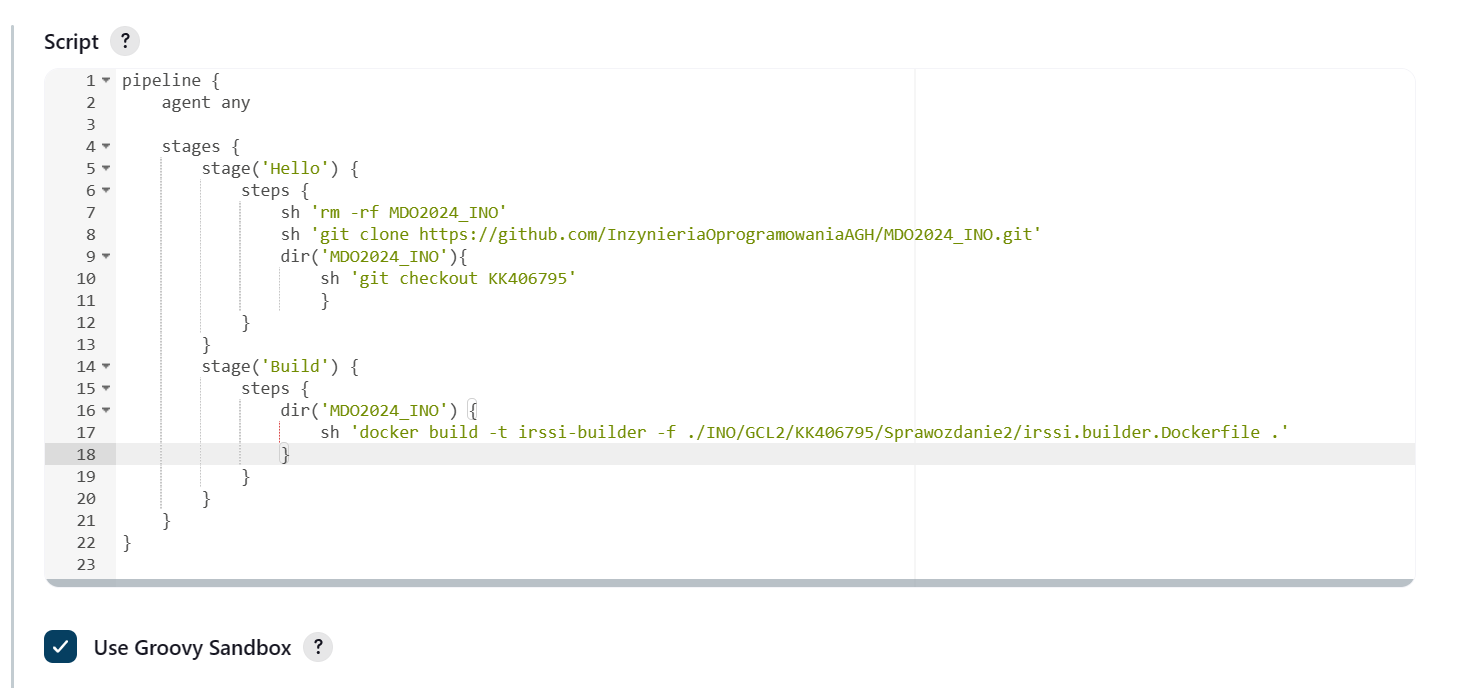 Script ?
1 pipeline {
2     agent any
3
4     stages {
5         stage('Hello') {
6             steps {
7                 sh 'rm -rf MDO2024_INO'
8                 sh 'git clone https://github.com/InzynieriaOprogramowaniaAGH/MDO2024_INO.git'
9                 dir('MDO2024_INO'){
10                     sh 'git checkout KK406795'
11                     }
12             }
13         }
14         stage('Build') {
15             steps {
16                 dir('MDO2024_INO') {
17                     sh 'docker build -t irssi-builder -f ./INO/GCL2/KK406795/Sprawozdanie2/irssi.builder.Dockerfile .'
18                 }
19             }
20         }
21     }
22 }
23
Use Groovy Sandbox ?